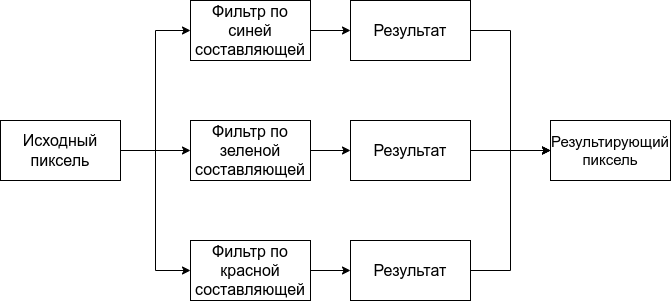 Фильтр по
синей
составляющей
Результат
Исходный
пиксель
Фильтр по
зеленой
составляющей
Результат
Результирующий
пиксель
Фильтр по
красной
составляющей
Результат